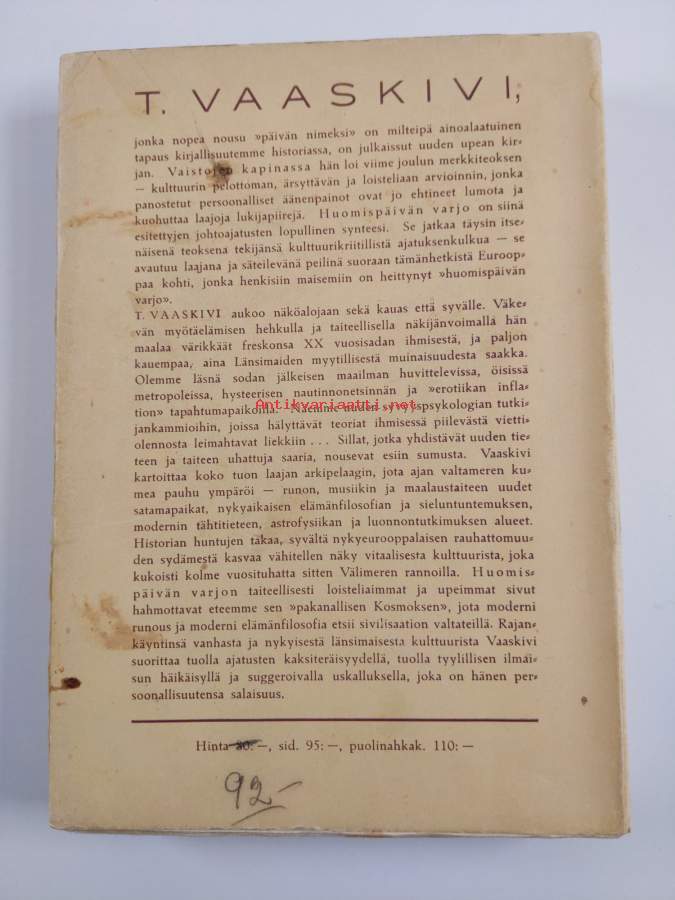 T. VAASKIVI,
jonka nopea nousu »päivän nimeksi» on milteipä ainoalaatuinen
tapaus kirjallisuutemme historiassa, on julkaissut uuden upean kir-
jan. Vaistojen kapinassa hän loi viime joulun merkkiteoksen
— kulttuurin pelottoman, ärsyttävän ja loisteliaan arvioinnin, jonka
panostetut persoonalliset äänenpainot ovat jo ehtineet lumota ja
kuohuttaa laajoja lukijapiirejä. Huomispäivän varjo on siinä
esitettyjen johtoajatusten lopullinen synteesi. Se jatkaa täysin itse-
näisenä teoksena tekijänsä kulttuurikriitillistä ajatuksenkulkua — se
avautuu laajana ja säteilevänä peilinä suoraan tämänhetkistä Euroop-
paa kohti, jonka henkisiin maisemiin on heittynyt »huomispäivän
varjo».
T. VAASKIVI aukoo näköalojaan sekä kauas että syvälle. Väke-
vän myötäelämisen hehkulla ja taiteellisella näkijänvoimalla hän
maalaa värikkäät freskonsa XX vuosisadan ihmisestä, ja paljon
kauempaa, aina Länsimaiden myytillisestä muinaisuudesta saakka.
Olemme läsnä sodan jälkeisen maailman huvittelevissa, öisissä
metropoleissa, hysteerisen nautinnonetsinnän ja »erotiikan infla-
tion» tapahtumapaikoilla. Näemme uuden syvyyspsykologian tutki-
Antikvariaatti.net
jankammioihin, joissa hälyttävät teoriat ihmisessä piilevästä vietti-
olennosta leimahtavat liekkiin . . . Sillat, jotka yhdistävät uuden tie-
teen ja taiteen uhattuja saaria, nousevat esiin sumusta. Vaaskivi
kartoittaa koko tuon laajan arkipelaagin, jota ajan valtameren ku-
mea pauhu ympäröi — runon, musiikin ja maalaustaiteen uudet
satamapaikat, nykyaikaisen elämänfilosofian ja sieluntuntemuksen,
modernin tähtitieteen, astrofysiikan ja luonnontutkimuksen alueet.
Historian huntujen takaa, syvältä nykyeurooppalaisen rauhattomuu-
den sydämestä kasvaa vähitellen näky vitaalisesta kulttuurista, joka
kukoisti kolme vuosituhatta sitten Välimeren rannoilla. Huomis-
päivän varjon taiteellisesti loisteliaimmat ja upeimmat sivut
hahmottavat eteemme sen »pakanallisen Kosmoksen», jota moderni
runous ja moderni elämänfilosofia etsii sivilisaation valtateillä. Rajan-
käyntinsä vanhasta ja nykyisestä länsimaisesta kulttuurista Vaaskivi
suorittaa tuolla ajatusten kaksiteräisyydellä, tuolla tyylillisen ilmai-
sun häikäisyllä ja suggeroivalla uskalluksella, joka on hänen per-
soonallisuutensa salaisuus.
Hinta 80: —, sid. 95: —, puolinahkak. 110: —
92-